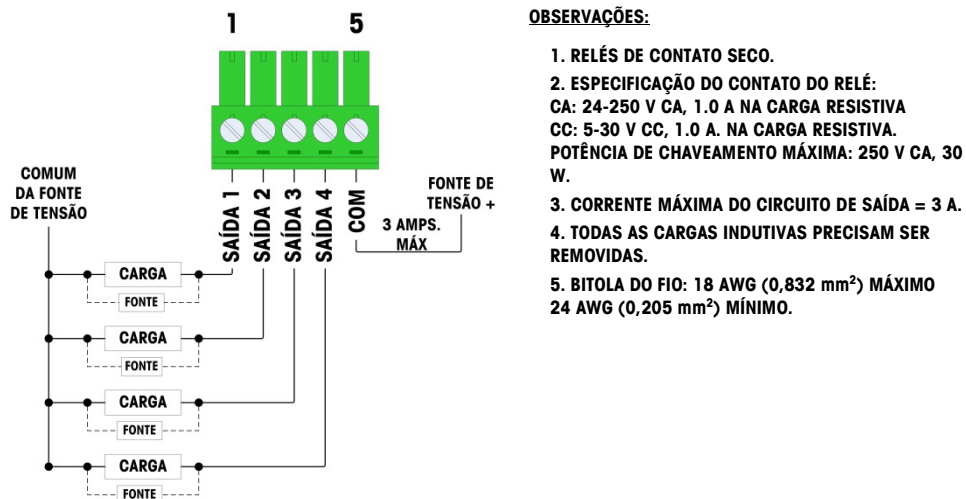 1
5
COMUM
DA FONTE
DE TENSÃO
SAÍDA 1
SAÍDA 2
SAÍDA 3
SAÍDA 4
COM
FONTE DE
TENSÃO +
3 AMPS.
MÁX
CARGA
FONTE
CARGA
FONTE
CARGA
FONTE
CARGA
FONTE
OBSERVAÇÕES:
1. RELÉS DE CONTATO SECO.
2. ESPECIFICAÇÃO DO CONTATO DO RELÉ:
CA: 24-250 V CA, 1.0 A NA CARGA RESISTIVA
CC: 5-30 V CC, 1.0 A. NA CARGA RESISTIVA.
POTÊNCIA DE CHAVEAMENTO MÁXIMA: 250 V CA, 30
W.
3. CORRENTE MÁXIMA DO CIRCUITO DE SAÍDA = 3 A.
4. TODAS AS CARGAS INDUTIVAS PRECISAM SER
REMOVIDAS.
5. BITOLA DO FIO: 18 AWG (0,832 mm²) MÁXIMO
24 AWG (0,205 mm²) MÍNIMO.